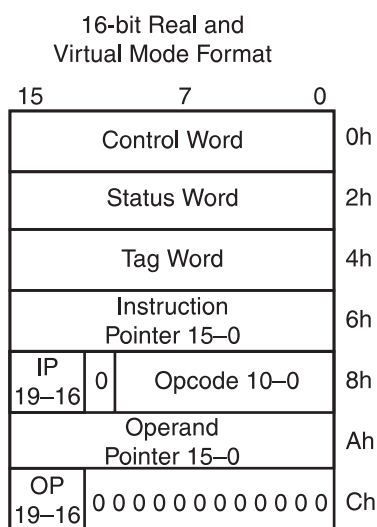 16-bit Real and
Virtual Mode Format
15 7 0
Control Word 0h
Status Word 2h
Tag Word 4h
Instruction
Pointer 15–0 6h
IP
19–16 0 Opcode 10–0 8h
Operand
Pointer 15–0 Ah
OP
19–16 0 0 0 0 0 0 0 0 0 0 0 0 Ch